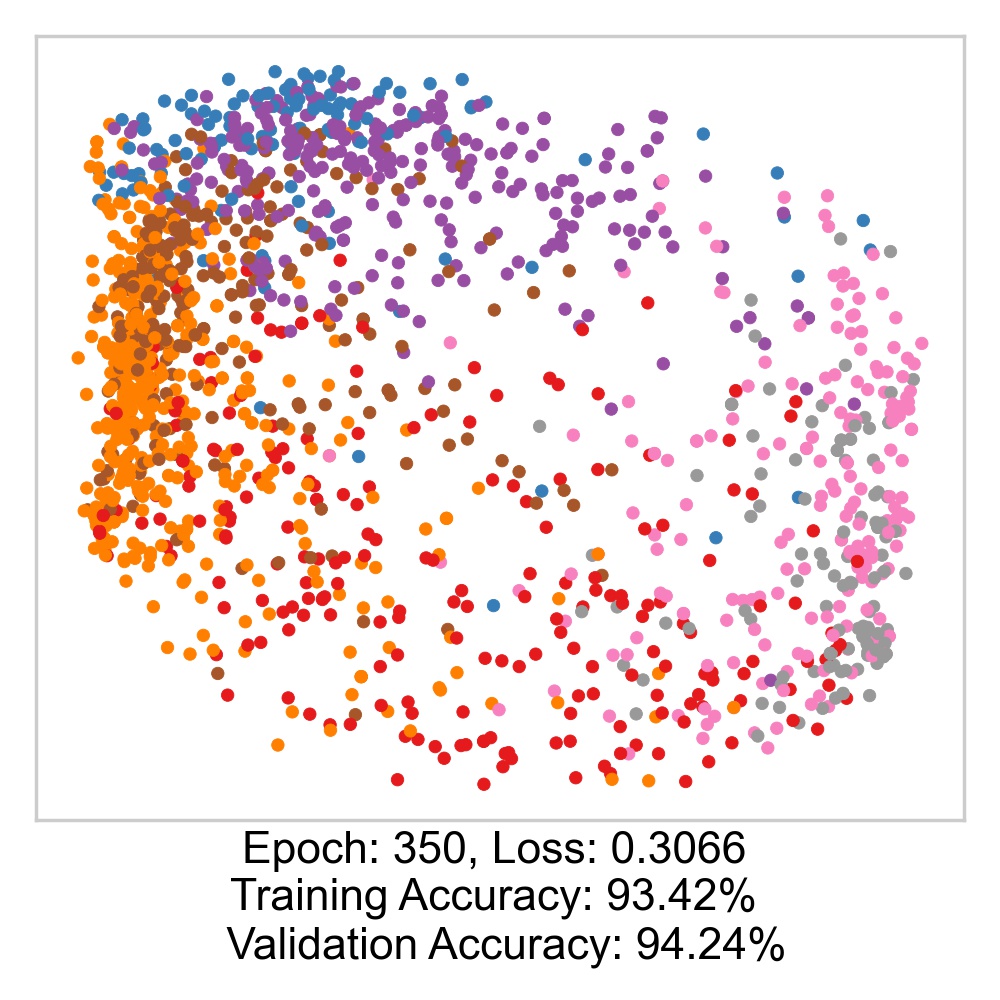 Epoch: 350, Loss: 0.3066
Training Accuracy: 93.42%
Validation Accuracy: 94.24%